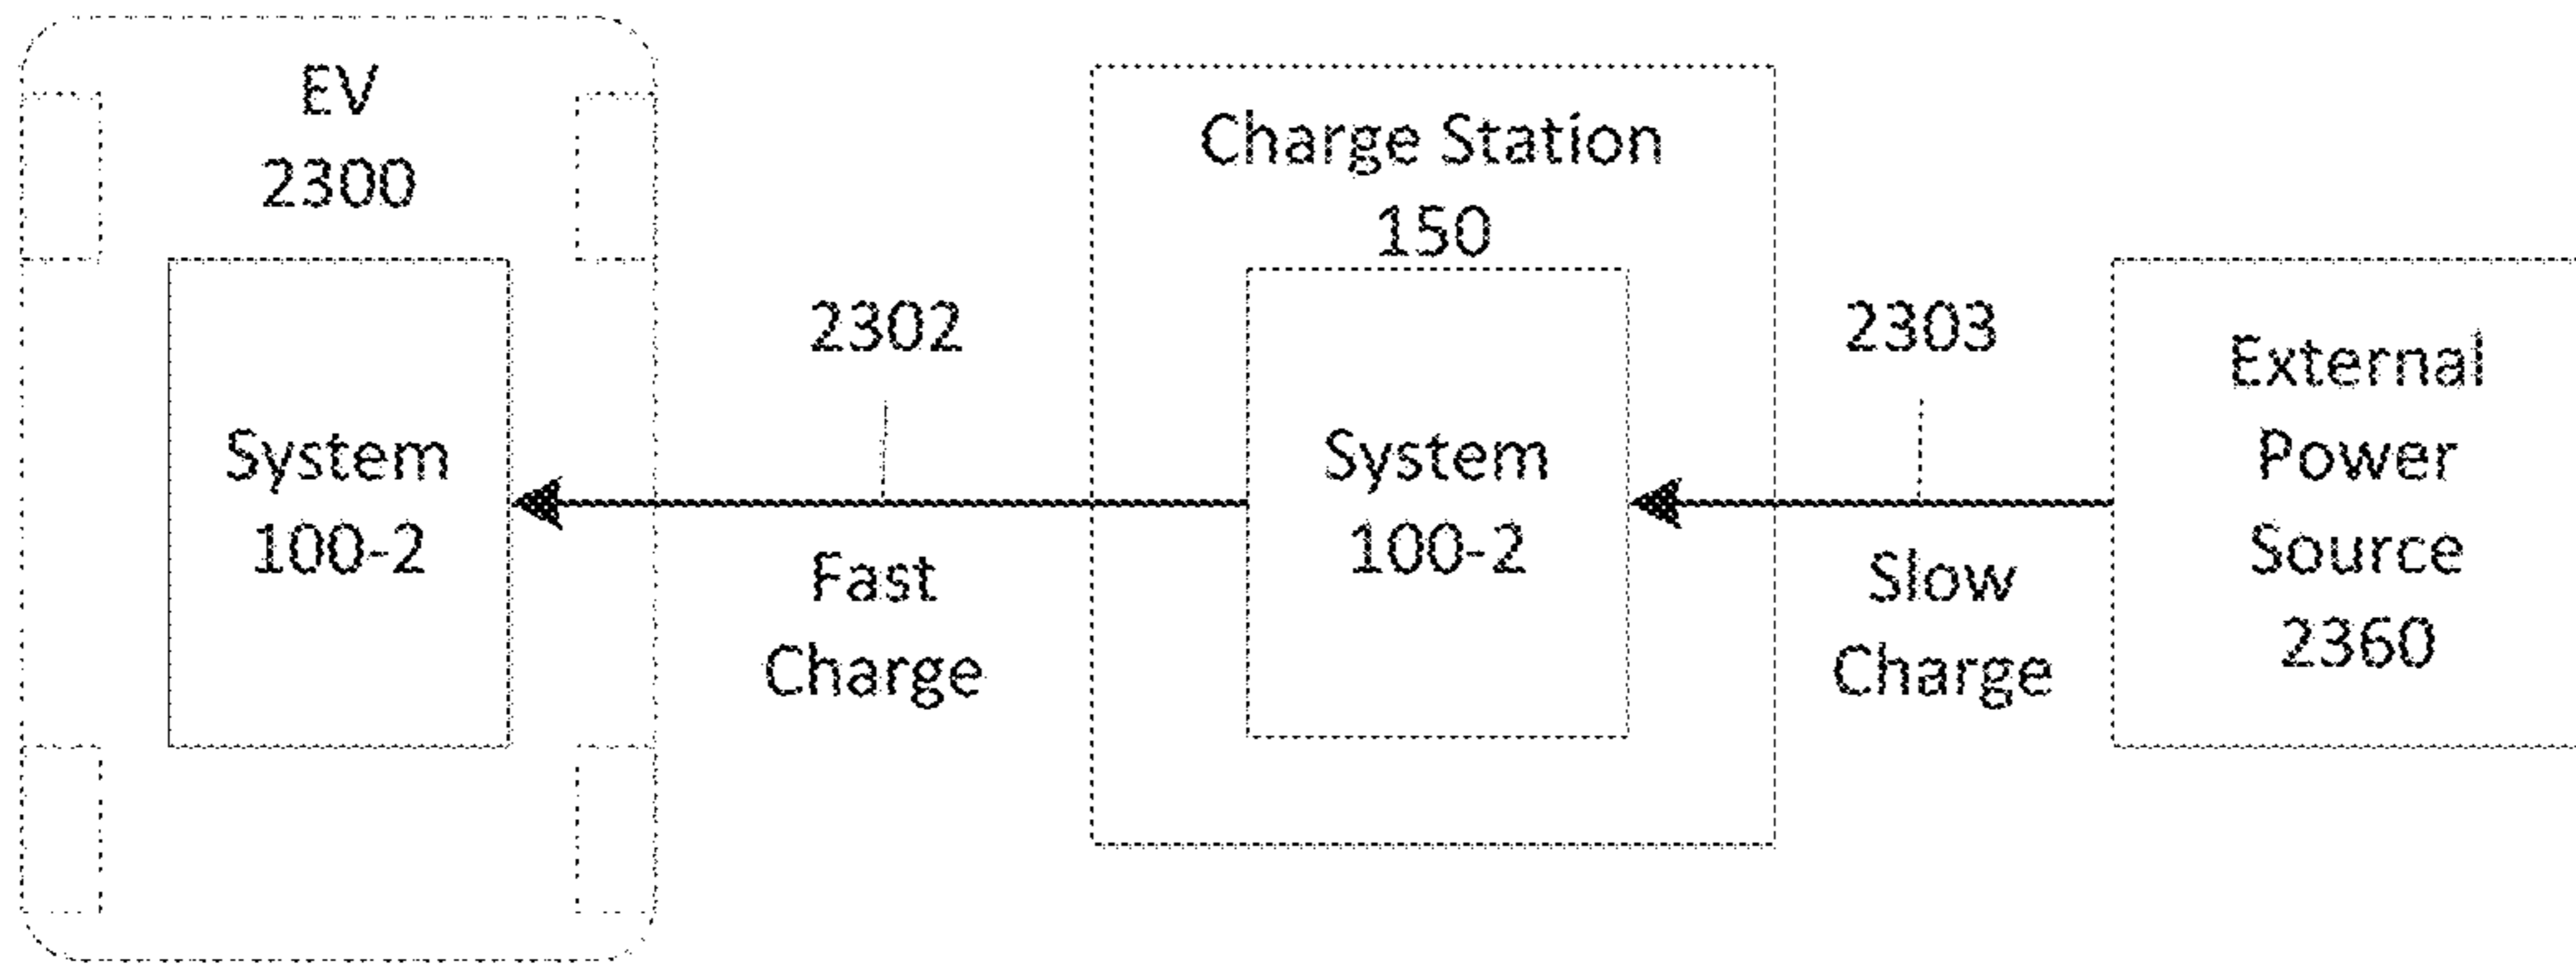 EV
2300
System
100-2
2302
Fast
Charge
Charge Station
150
System
100-2
2303
Slow
Charge
External
Power
Source
2360